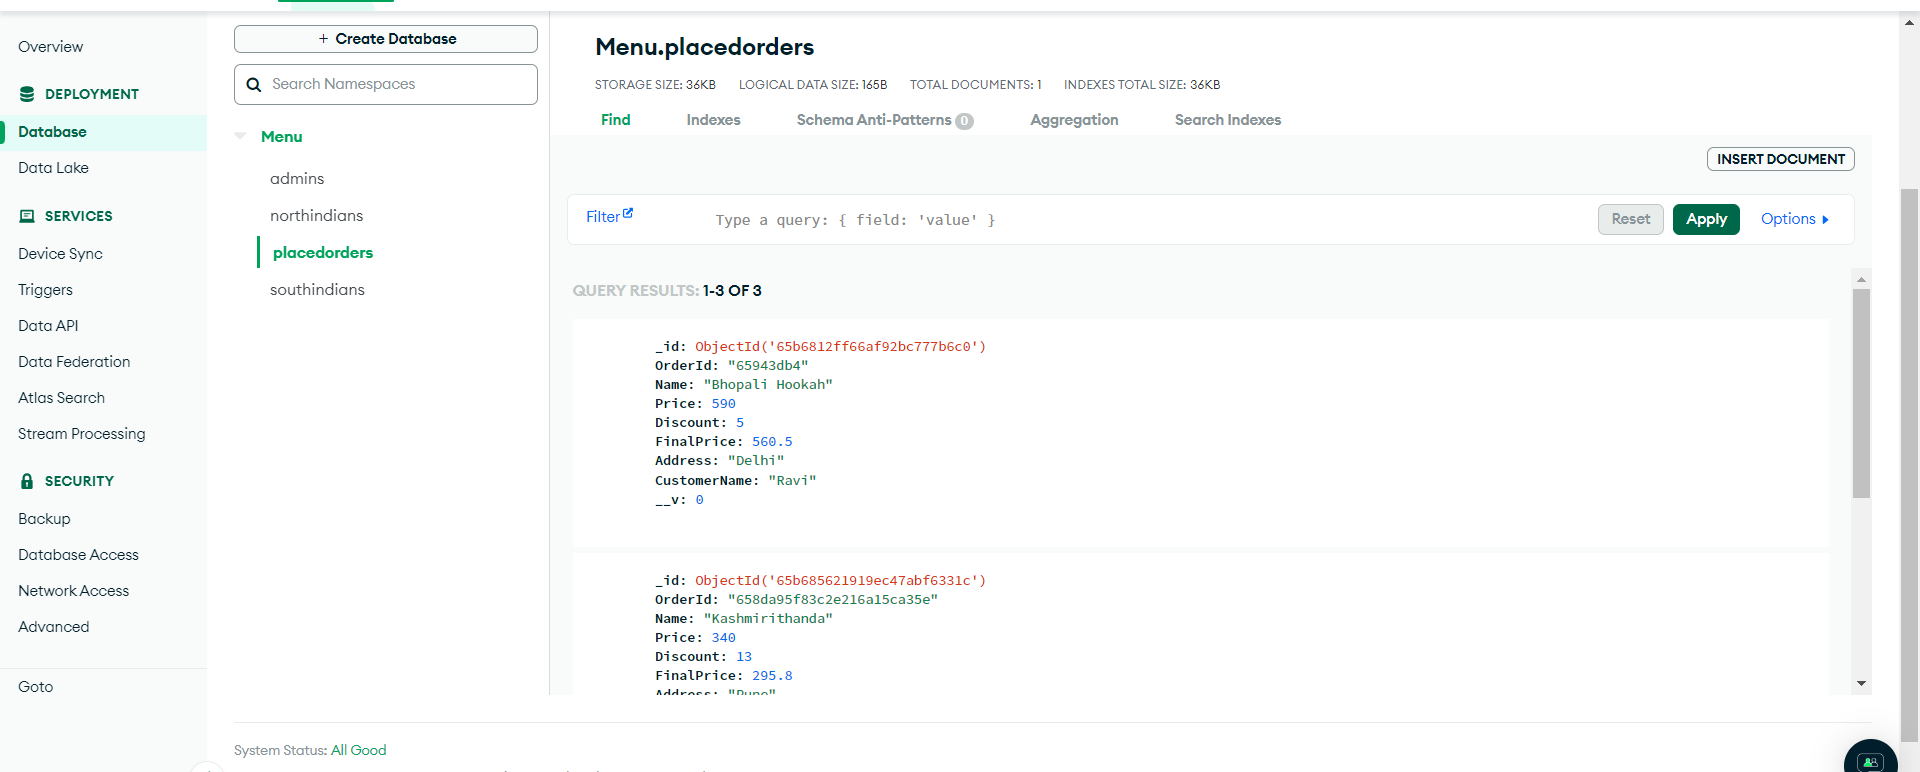 Overview
DEPLOYMENT
Database
Data Lake
SERVICES
Device Sync
Triggers
Data API
Data Federation
Atlas Search
Stream Processing
SECURITY
Backup
Database Access
Network Access
Advanced
Goto
+ Create Database
Search Namespaces
Menu
admins
northindians
placedorders
southindians
Menu.placedorders
STORAGE SIZE: 36KB LOGICAL DATA SIZE: 165B TOTAL DOCUMENTS: 1 INDEXES TOTAL SIZE: 36KB
Find Indexes Schema Anti-Patterns 0 Aggregation Search Indexes
INSERT DOCUMENT
Filter Type a query: { field: 'value' } Reset Apply Options
QUERY RESULTS: 1-3 OF 3
_id: ObjectId('65b6812ff66af92bc777b6c0')
OrderId: "65943db4"
Name: "Bhopali Hookah"
Price: 590
Discount: 5
FinalPrice: 560.5
Address: "Delhi"
CustomerName: "Ravi"
__v: 0
_id: ObjectId('65b685621919ec47abf6331c')
OrderId: "658da95f83c2e216a15ca35e"
Name: "Kashmirithanda"
Price: 340
Discount: 13
FinalPrice: 295.8
Address: "Pune"
System Status: All Good